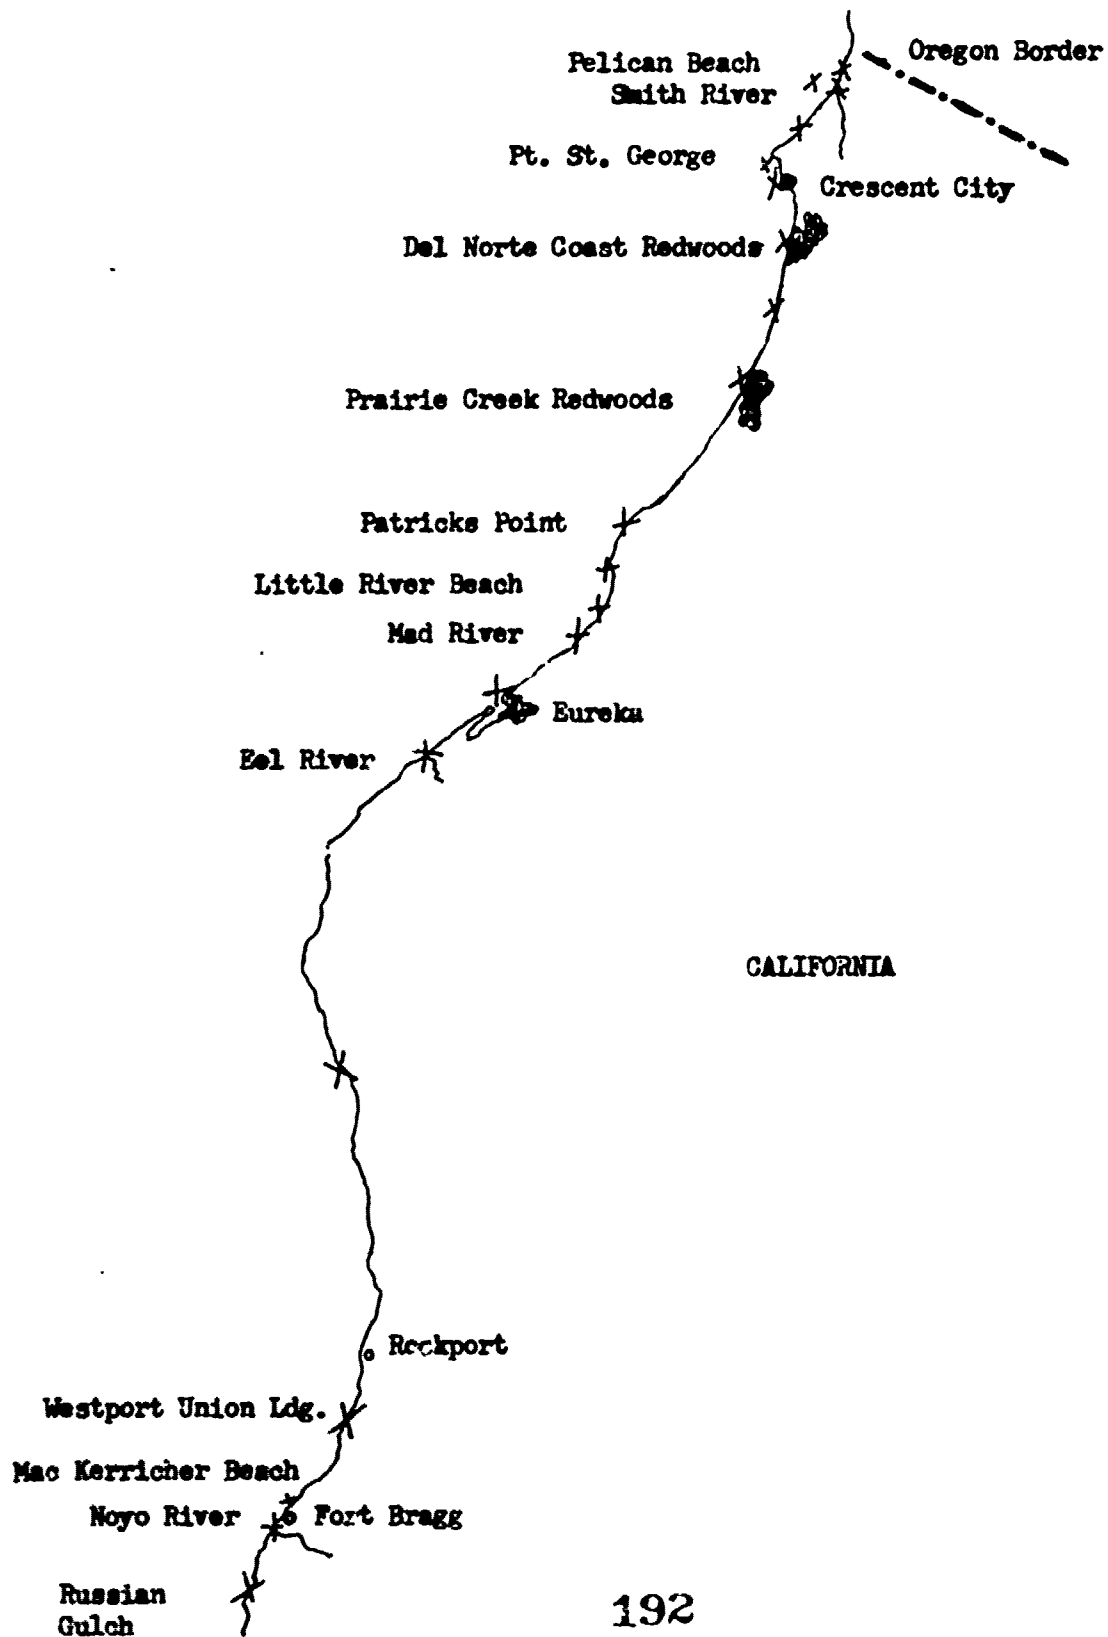 Oregon Border
Pelican Beach
Smith River
Pt. St. George
Crescent City
Del Norte Coast Redwoods
Prairie Creek Redwoods
Patricks Point
Little River Beach
Mad River
Eureka
Eel River
CALIFORNIA
Rockport
Westport Union Ldg.
Mac Kerricher Beach
Noyo River
Fort Bragg
Russian
Gulch
192